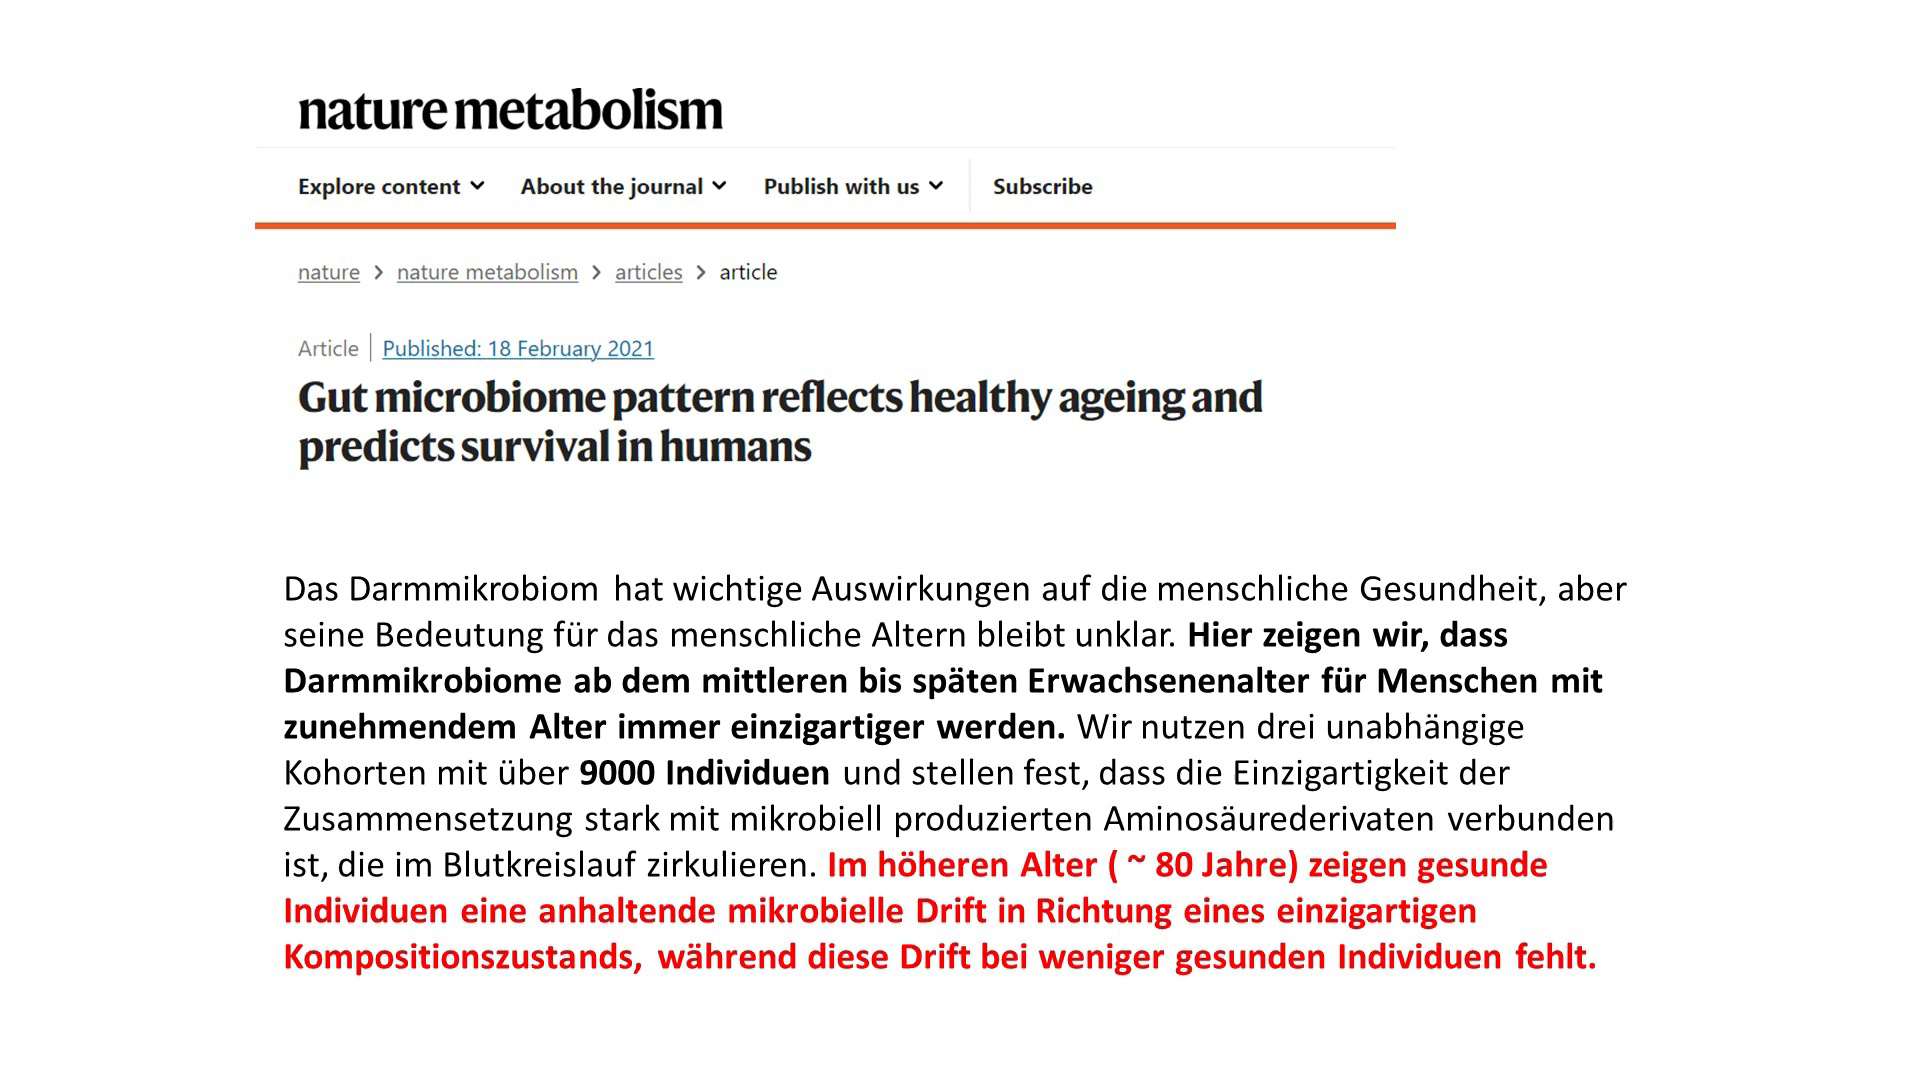 nature metabolism
Explore content About the journal Publish with us Subscribe
nature > nature metabolism > articles > article
Article | Published: 18 February 2021
Gut microbiome pattern reflects healthy ageing and
predicts survival in humans
Das Darmmikrobiom hat wichtige Auswirkungen auf die menschliche Gesundheit, aber
seine Bedeutung für das menschliche Altern bleibt unklar. Hier zeigen wir, dass
Darmmikrobiome ab dem mittleren bis späten Erwachsenenalter für Menschen mit
zunehmendem Alter immer einzigartiger werden. Wir nutzen drei unabhängige
Kohorten mit über 9000 Individuen und stellen fest, dass die Einzigartigkeit der
Zusammensetzung stark mit mikrobiell produzierten Aminosäurederivaten verbunden
ist, die im Blutkreislauf zirkulieren. Im höheren Alter ( ~ 80 Jahre) zeigen gesunde
Individuen eine anhaltende mikrobielle Drift in Richtung eines einzigartigen
Kompositionszustands, während diese Drift bei weniger gesunden Individuen fehlt.